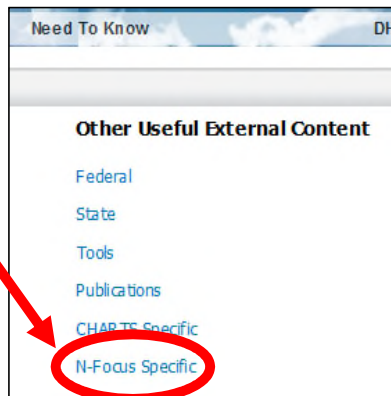 Need To Know DH
Other Useful External Content
Federal
State
Tools
Publications
CHARTS Specific
N-Focus Specific